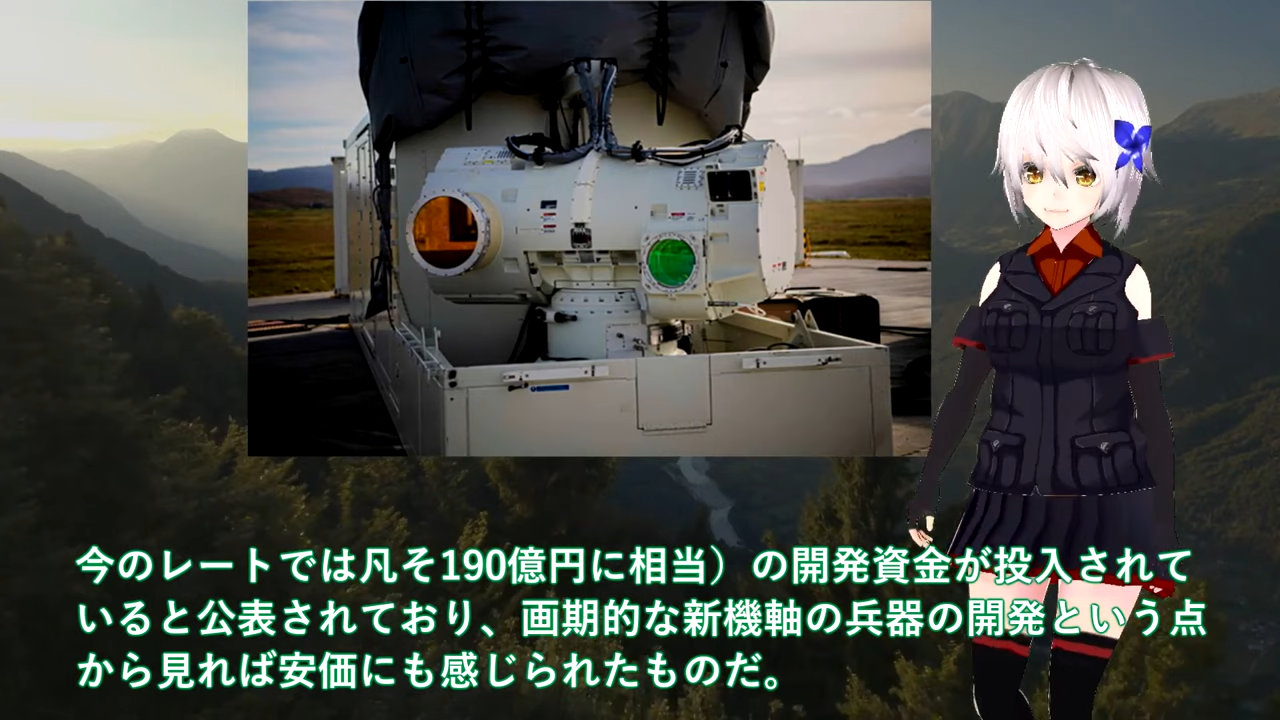 今のレートでは凡そ190億円に相当）の開発資金が投入されて
いると公表されており、画期的な新機軸の兵器の開発という点
から見れば安価にも感じられたものだ。